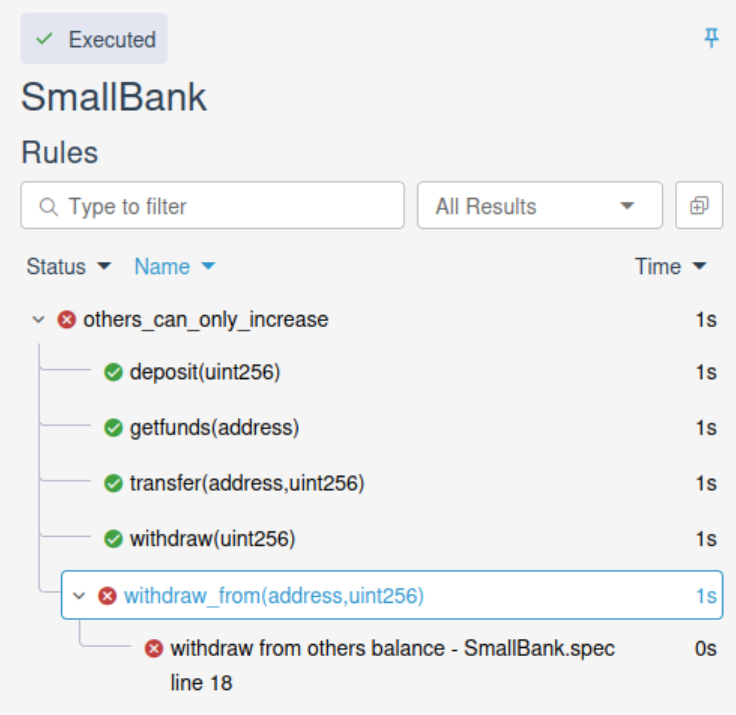 Executed
SmallBank
Rules
Type to filter All Results
Status Name Time
others_can_only_increase 1s
deposit(uint256) 1s
getfunds(address) 1s
transfer(address,uint256) 1s
withdraw(uint256) 1s
withdraw_from(address,uint256) 1s
withdraw from others balance - SmallBank.spec 0s
line 18